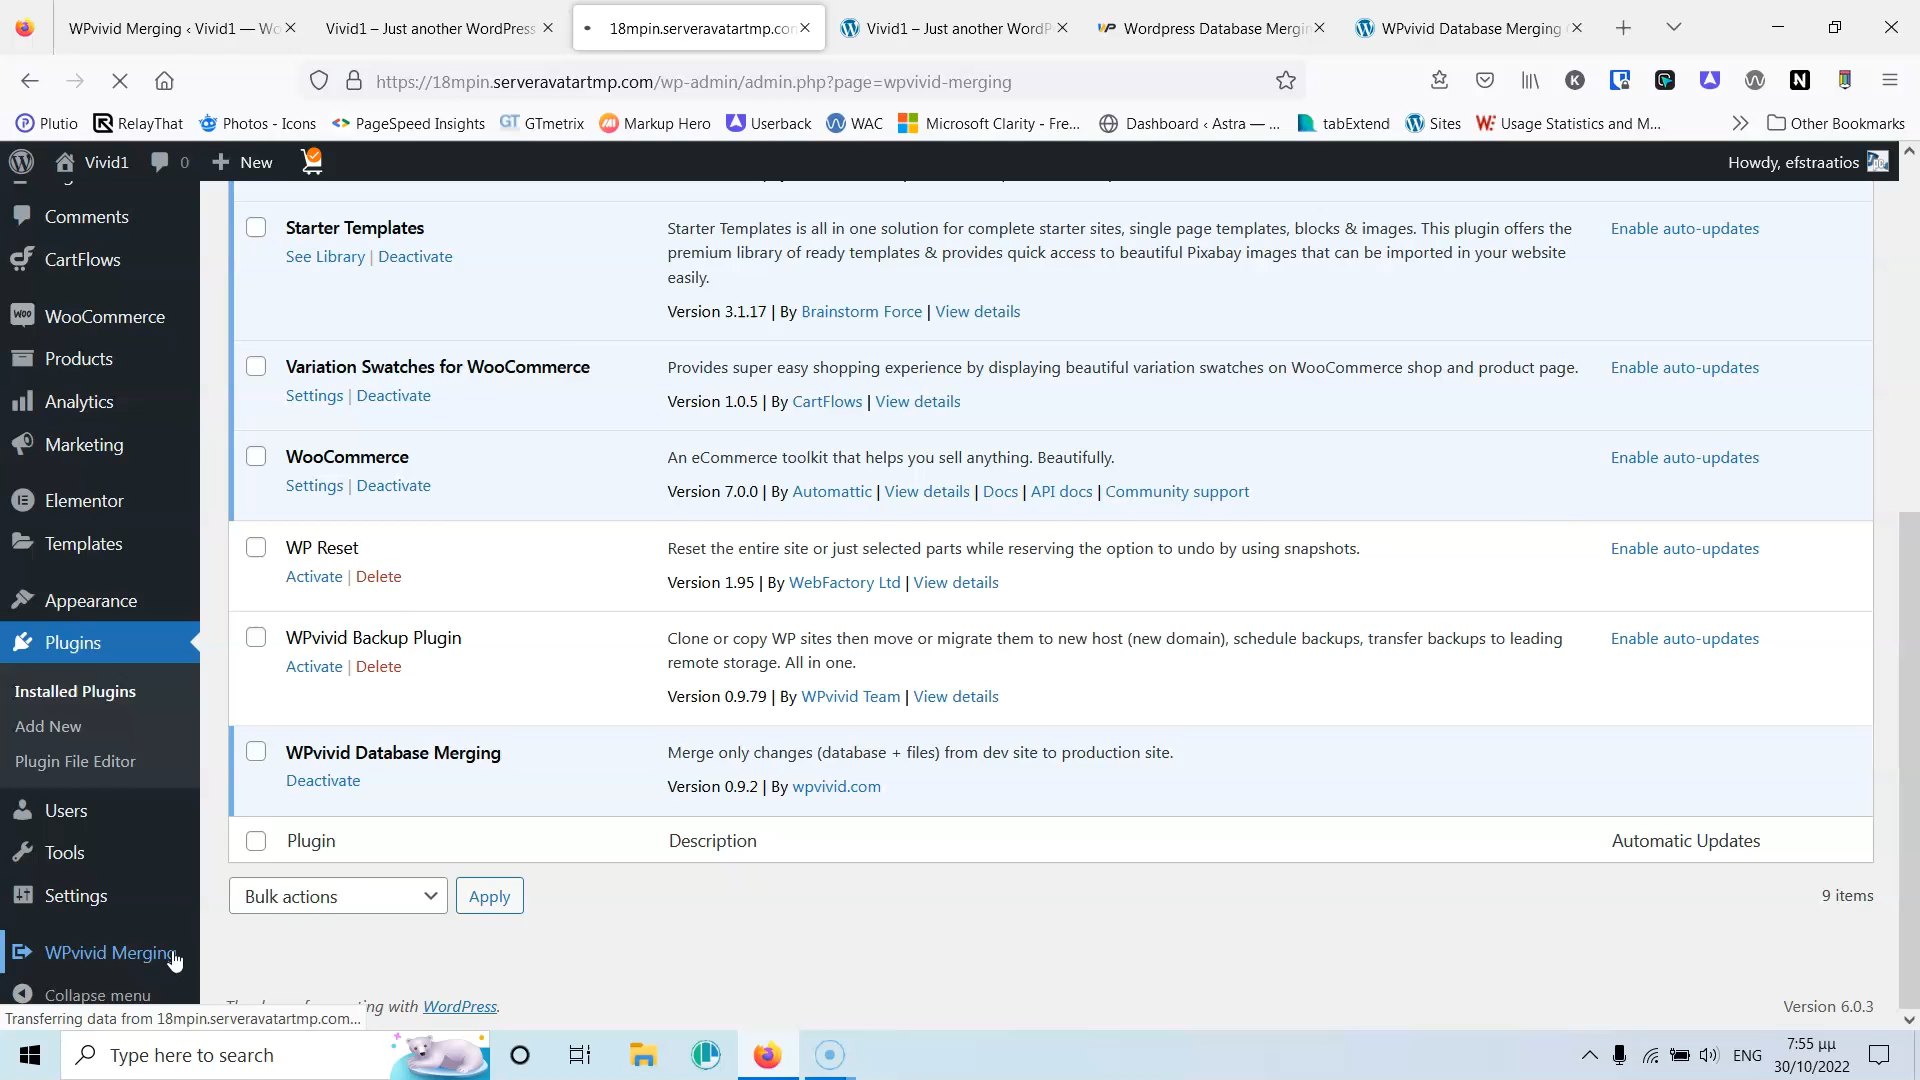 WPvivid Merging ‹ Vivid1 — Wo
Vivid1 – Just another WordPress
18mpin.serveravatartmp.con
Vivid1 – Just another WordP
Wordpress Database Mergin
WPvivid Database Merging
https://18mpin.serveravatartmp.com/wp-admin/admin.php?page=wpvivid-merging
Plutio
RelayThat
Photos - Icons
PageSpeed Insights
GTmetrix
Markup Hero
Userback
WAC
Microsoft Clarity - Fre...
Dashboard ‹ Astra — ...
tabExtend
Sites
Usage Statistics and M...
Other Bookmarks
Vivid1
0
New
Howdy, efstraatios
Comments
CartFlows
WooCommerce
Products
Analytics
Marketing
Elementor
Templates
Appearance
Plugins
Installed Plugins
Add New
Plugin File Editor
Users
Tools
Settings
WPvivid Merging
Collapse menu
Starter Templates
See Library | Deactivate
Starter Templates is all in one solution for complete starter sites, single page templates, blocks & images. This plugin offers the
premium library of ready templates & provides quick access to beautiful Pixabay images that can be imported in your website
easily.
Version 3.1.17 | By Brainstorm Force | View details
Enable auto-updates
Variation Swatches for WooCommerce
Settings | Deactivate
Provides super easy shopping experience by displaying beautiful variation swatches on WooCommerce shop and product page.
Version 1.0.5 | By CartFlows | View details
Enable auto-updates
WooCommerce
Settings | Deactivate
An eCommerce toolkit that helps you sell anything. Beautifully.
Version 7.0.0 | By Automattic | View details | Docs | API docs | Community support
Enable auto-updates
WP Reset
Activate | Delete
Reset the entire site or just selected parts while reserving the option to undo by using snapshots.
Version 1.95 | By WebFactory Ltd | View details
Enable auto-updates
WPvivid Backup Plugin
Activate | Delete
Clone or copy WP sites then move or migrate them to new host (new domain), schedule backups, transfer backups to leading
remote storage. All in one.
Version 0.9.79 | By WPvivid Team | View details
Enable auto-updates
WPvivid Database Merging
Deactivate
Merge only changes (database + files) from dev site to production site.
Version 0.9.2 | By wpvivid.com
Plugin
Description
Automatic Updates
Bulk actions
Apply
9 items
ing with WordPress.
Version 6.0.3
Transferring data from 18mpin.serveravatartmp.com...
Type here to search
ENG
7:55 μμ
30/10/2022